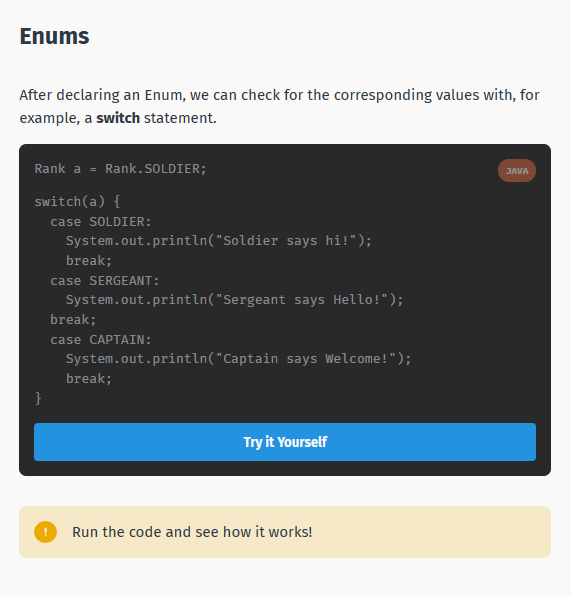 Enums
After declaring an Enum, we can check for the corresponding values with, for
example, a switch statement.
Rank a = Rank.SOLDIER;
JAVA
switch(a) {
  case SOLDIER:
    System.out.println("Soldier says hi!");
    break;
  case SERGEANT:
    System.out.println("Sergeant says Hello!");
  break;
  case CAPTAIN:
    System.out.println("Captain says Welcome!");
    break;
}
Try it Yourself
! Run the code and see how it works!